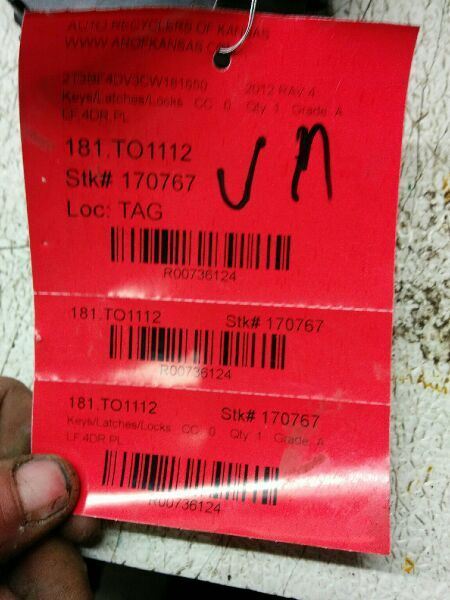 AUTO RECYCLERS OF KANSAS
WWW.AROFKANSAS.C
2012 RAV 4
Keys/Latches/Locks CC 0 Qty 1 Grade A
LF,4DR,PL
181.TO1112
Stk# 170767
Loc: TAG
R00736124
181.TO1112 Stk# 170767
R00736124
181.TO1112 Stk# 170767
Keys/Latches/Locks CC 0 Qty 1 Grade A
LF,4DR,PL
R00736124